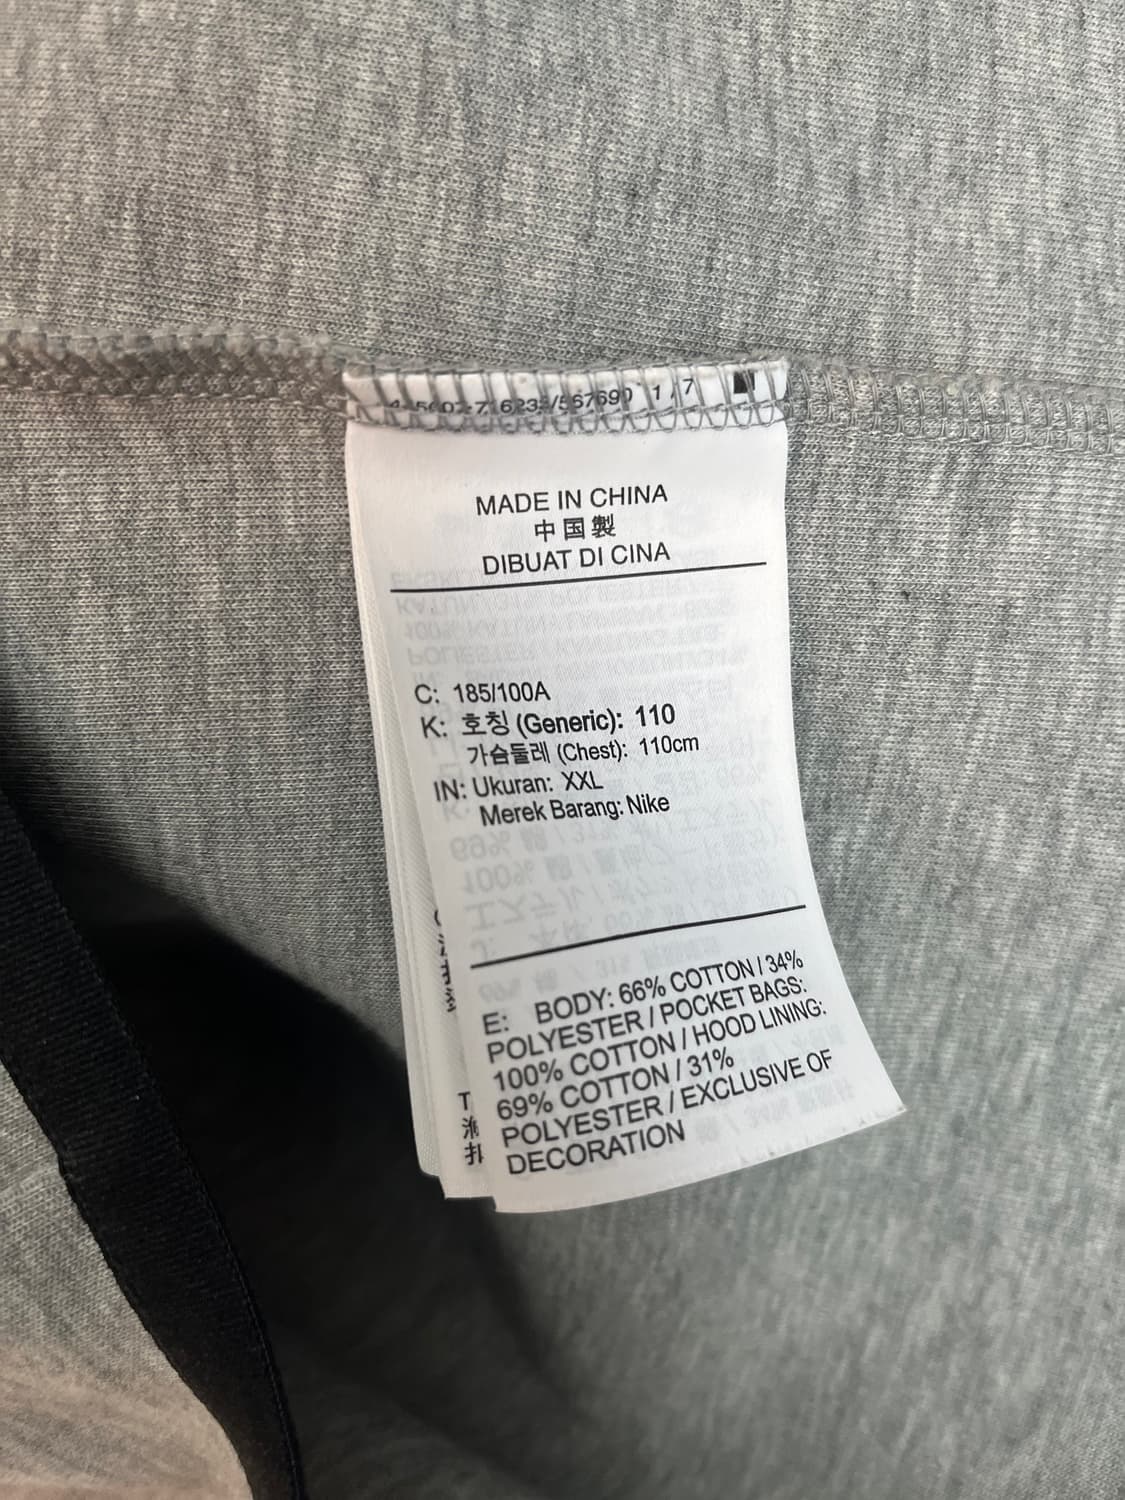 1 / 7
MADE IN CHINA
中国製
DIBUAT DI CINA
C: 185/100A
K: 호칭 (Generic): 110
가슴둘레 (Chest): 110cm
IN: Ukuran: XXL
Merek Barang: Nike
E: BODY: 66% COTTON / 34%
POLYESTER / POCKET BAGS:
100% COTTON / HOOD LINING:
69% COTTON / 31%
POLYESTER / EXCLUSIVE OF
DECORATION